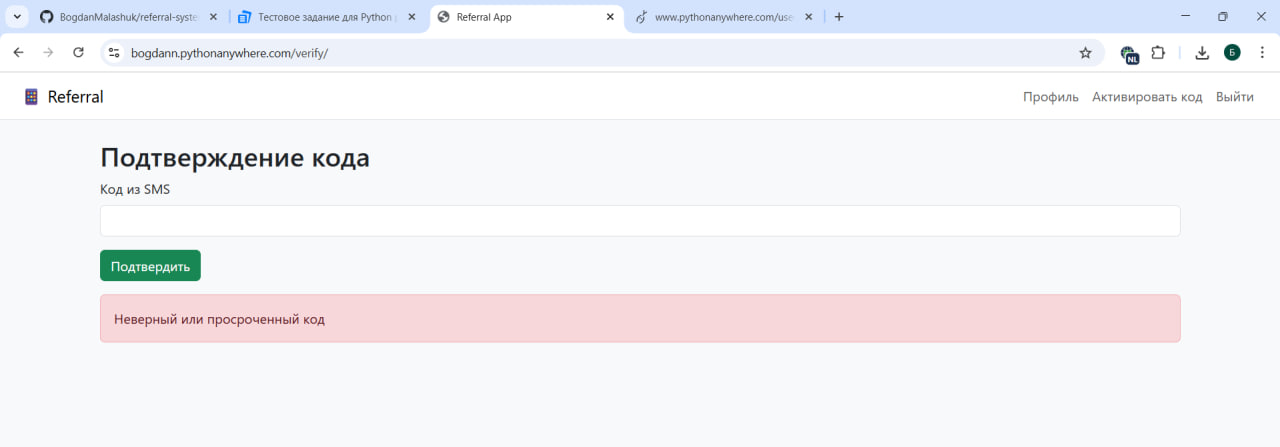 BogdanMalashuk/referral-syste
Тестовое задание для Python
Referral App
www.pythonanywhere.com/use
bogdann.pythonanywhere.com/verify/
NL
Б
Referral
Профиль Активировать код Выйти
Подтверждение кода
Код из SMS
Подтвердить
Неверный или просроченный код